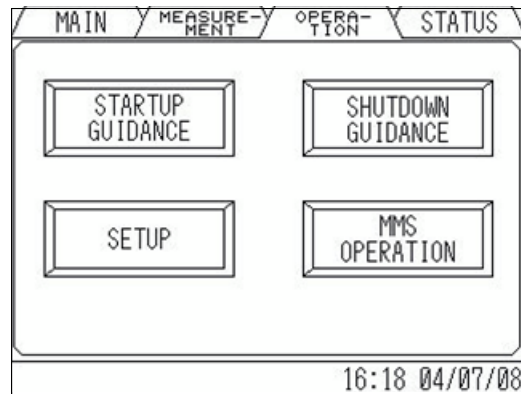 MAIN MEASURE-MENT OPERA-TION STATUS
STARTUP GUIDANCE
SHUTDOWN GUIDANCE
SETUP
MMS OPERATION
16:18 04/07/08